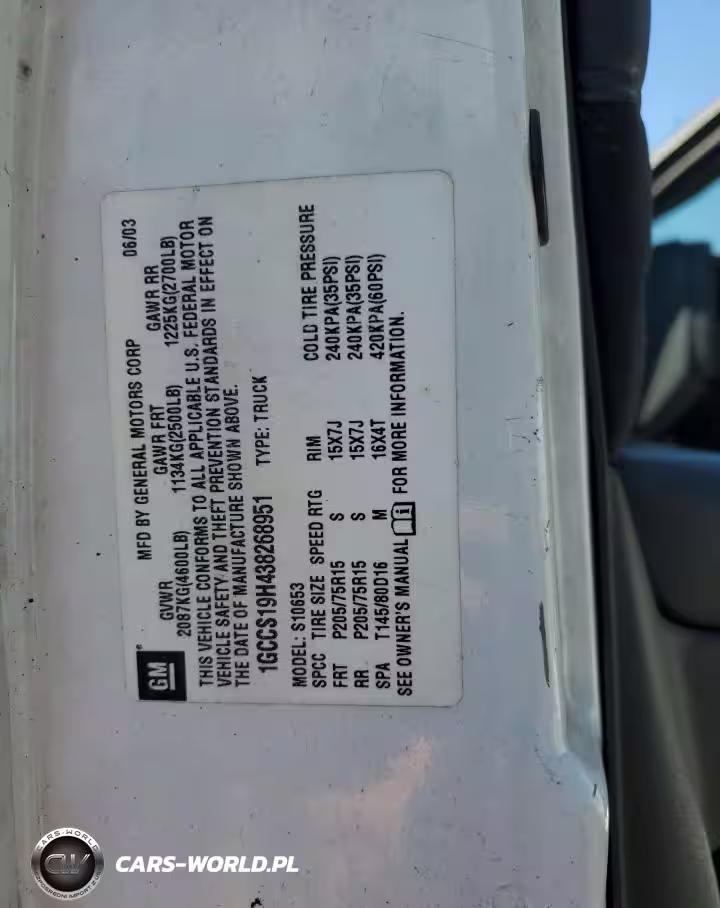 GM
MFD BY GENERAL MOTORS CORP 06/03
GVWR GAWR FRT GAWR RR
2087KG(4600LB) 1134KG(2500LB) 1225KG(2700LB)
THIS VEHICLE CONFORMS TO ALL APPLICABLE U.S. FEDERAL MOTOR
VEHICLE SAFETY AND THEFT PREVENTION STANDARDS IN EFFECT ON
THE DATE OF MANUFACTURE SHOWN ABOVE.
1GCCS19H438268951 TYPE: TRUCK
MODEL: S10653
SPCC TIRE SIZE SPEED RTG RIM COLD TIRE PRESSURE
FRT P205/75R15 S 15X7J 240KPA(35PSI)
RR P205/75R15 S 15X7J 240KPA(35PSI)
SPA T145/80D16 M 16X4T 420KPA(60PSI)
SEE OWNER'S MANUAL FOR MORE INFORMATION.
CARS-WORLD
CW
CARS-WORLD.PL